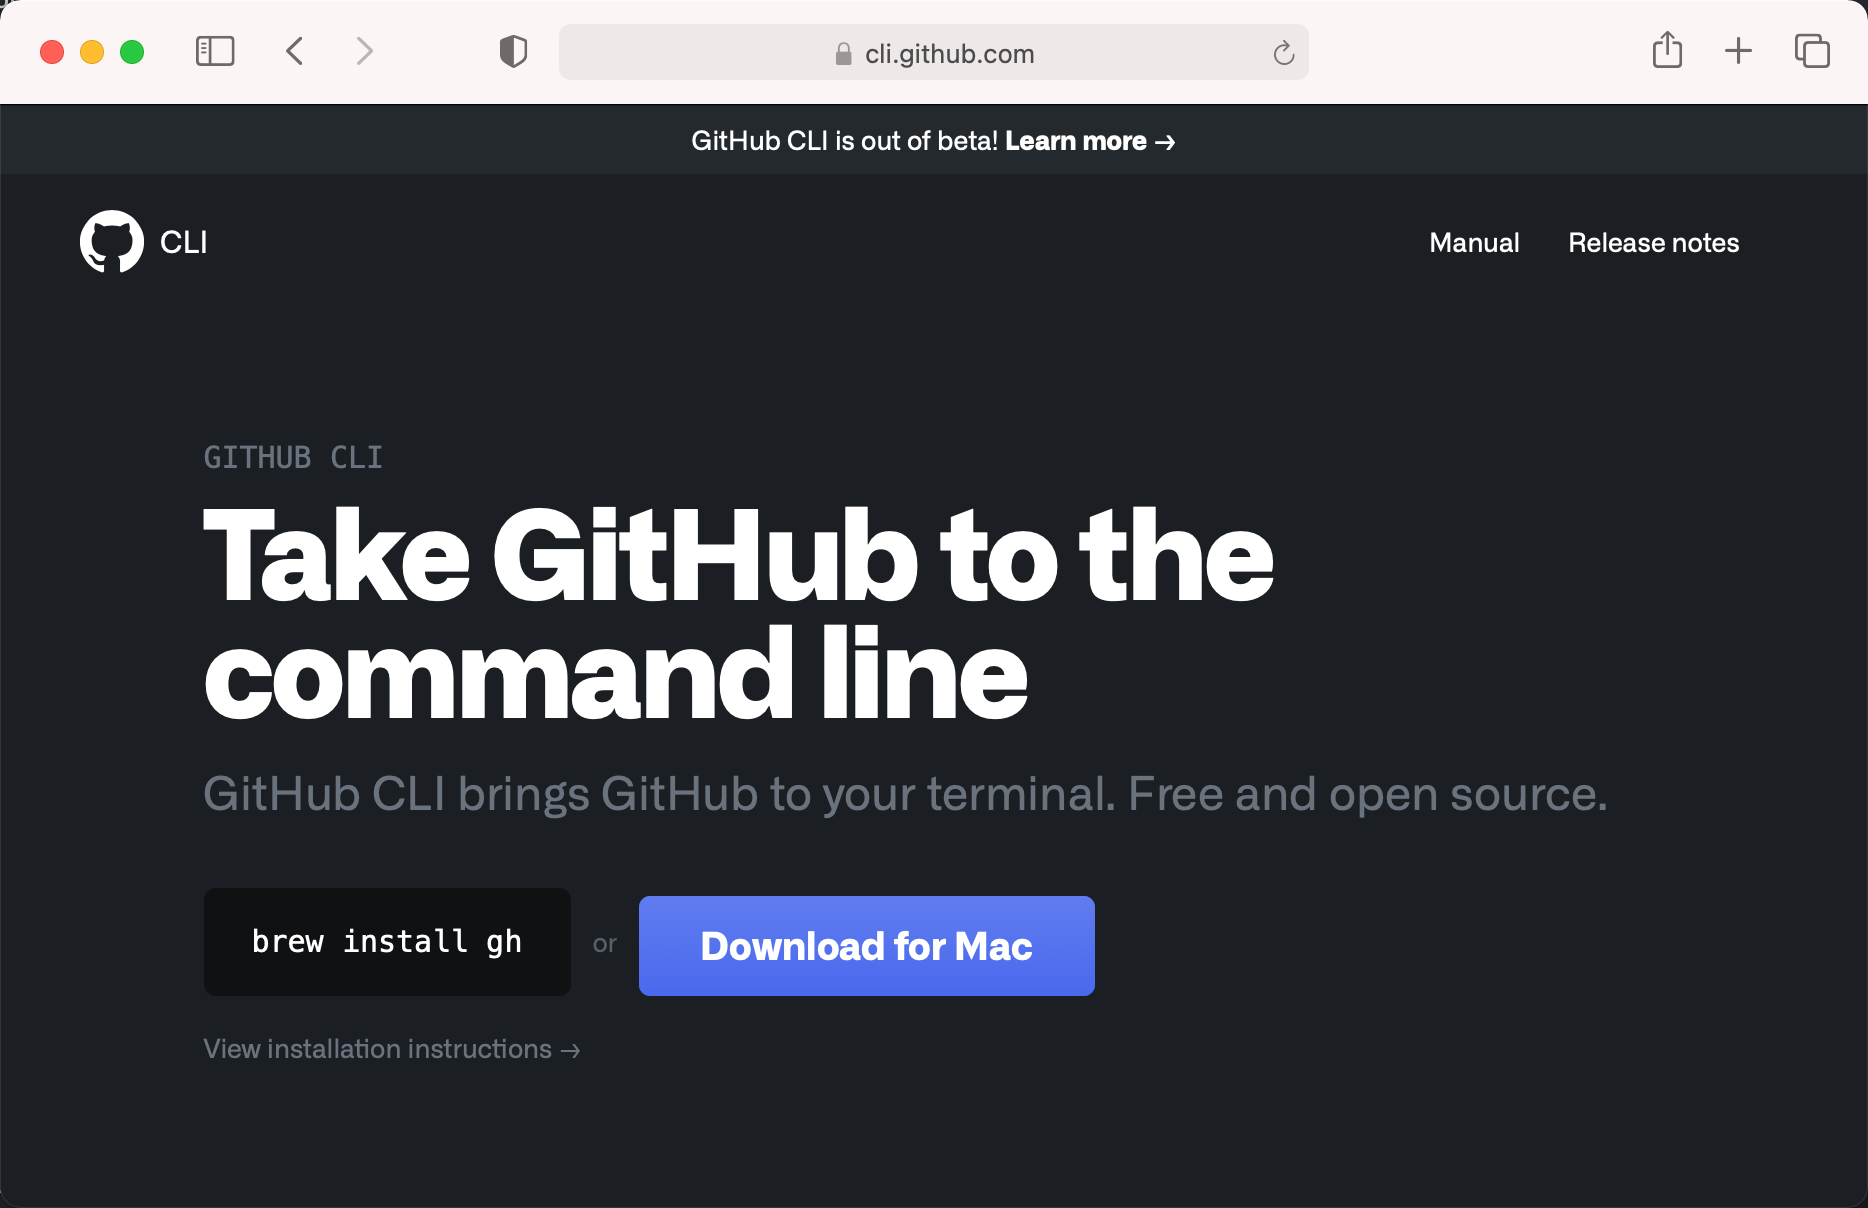 cli.github.com
GitHub CLI is out of beta! Learn more →
CLI
Manual
Release notes
GITHUB CLI
Take GitHub to the
command line
GitHub CLI brings GitHub to your terminal. Free and open source.
brew install gh
or
Download for Mac
View installation instructions →